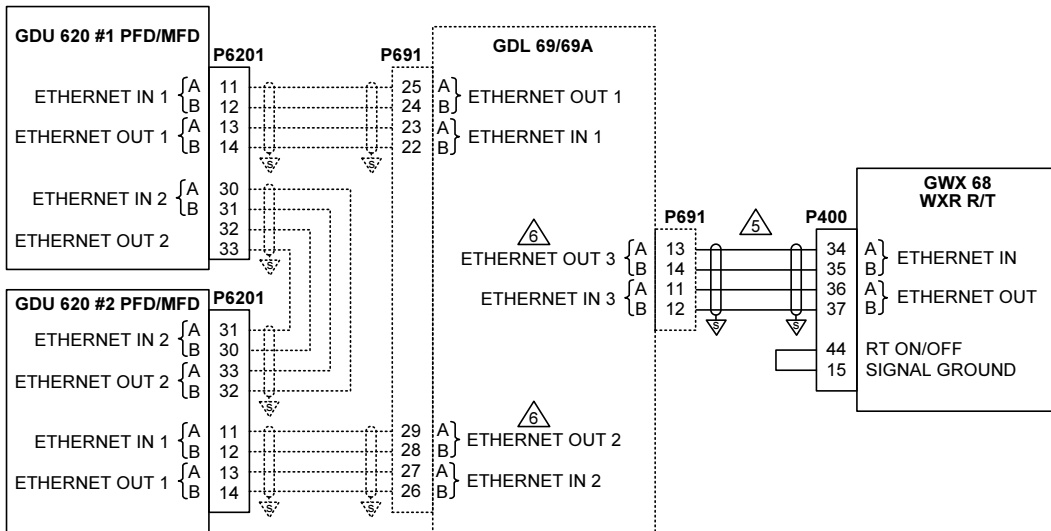 GDU 620 #1 PFD/MFD
P6201
P691
GDL 69/69A
ETHERNET IN 1 { A 11
B 12
ETHERNET OUT 1 { A 13
B 14
25 A } ETHERNET OUT 1
24 B
23 A } ETHERNET IN 1
22 B
S S
ETHERNET IN 2 { A 30
B 31
ETHERNET OUT 2 32
33
S
GDU 620 #2 PFD/MFD
P6201
ETHERNET IN 2 { A 31
B 30
ETHERNET OUT 2 { A 33
B 32
S
ETHERNET IN 1 { A 11
B 12
ETHERNET OUT 1 { A 13
B 14
6
29 A } ETHERNET OUT 2
28 B
27 A } ETHERNET IN 2
26 B
S S
P691
5
P400
GWX 68
WXR R/T
6
ETHERNET OUT 3 { A 13
B 14
ETHERNET IN 3 { A 11
B 12
34 A } ETHERNET IN
35 B
36 A } ETHERNET OUT
37 B
S S
44 RT ON/OFF
15 SIGNAL GROUND